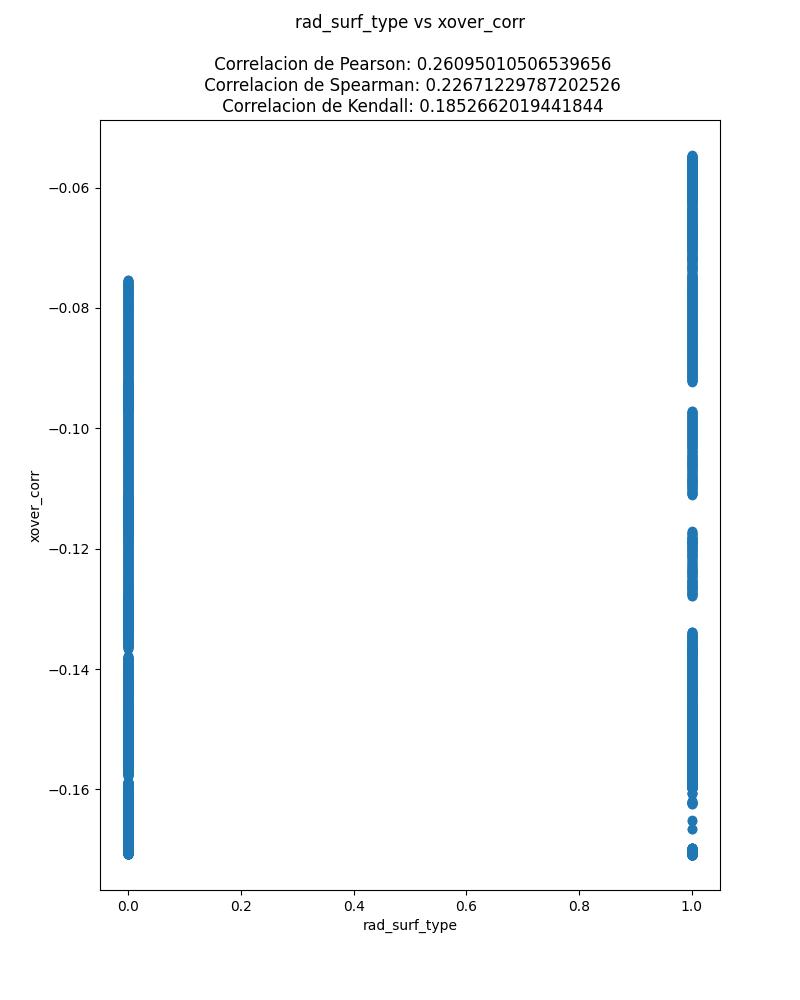 rad_surf_type vs xover_corr
Correlacion de Pearson: 0.26095010506539656
Correlacion de Spearman: 0.22671229787202526
Correlacion de Kendall: 0.1852662019441844
−0.06
−0.08
−0.10
−0.12
−0.14
−0.16
xover_corr
0.0
0.2
0.4
0.6
0.8
1.0
rad_surf_type